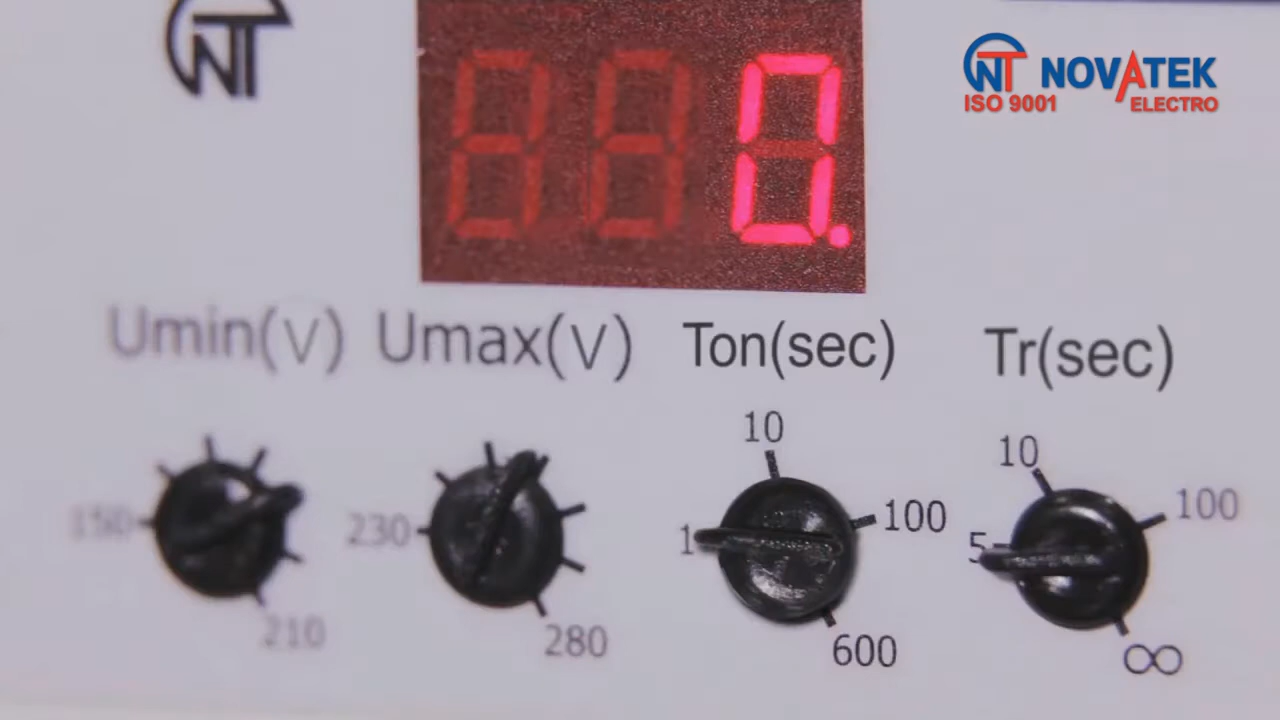 NT
0.
NT NOVATEK
ISO 9001 ELECTRO
Umin(V) Umax(V) Ton(sec) Tr(sec)
10 10
150 230 1 100 5 100
210 280 600 ∞